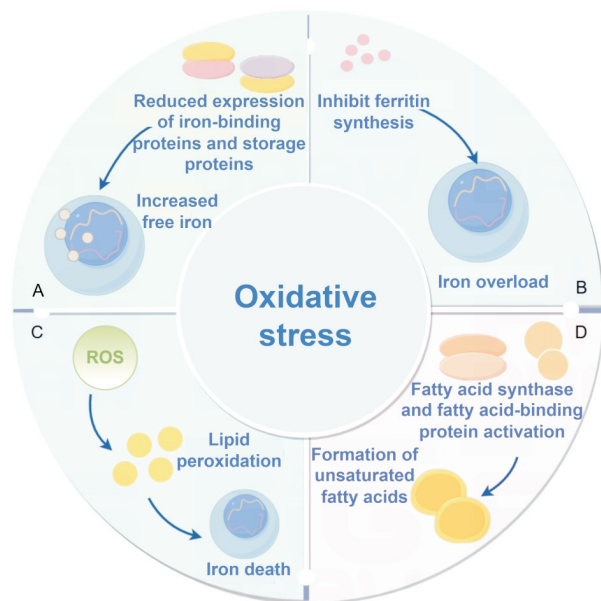 Reduced expression
of iron-binding
proteins and storage
proteins
Increased
free iron
A
Inhibit ferritin
synthesis
Iron overload
B
Oxidative
stress
C
ROS
Lipid
peroxidation
Iron death
D
Fatty acid synthase
and fatty acid-binding
protein activation
Formation of
unsaturated
fatty acids